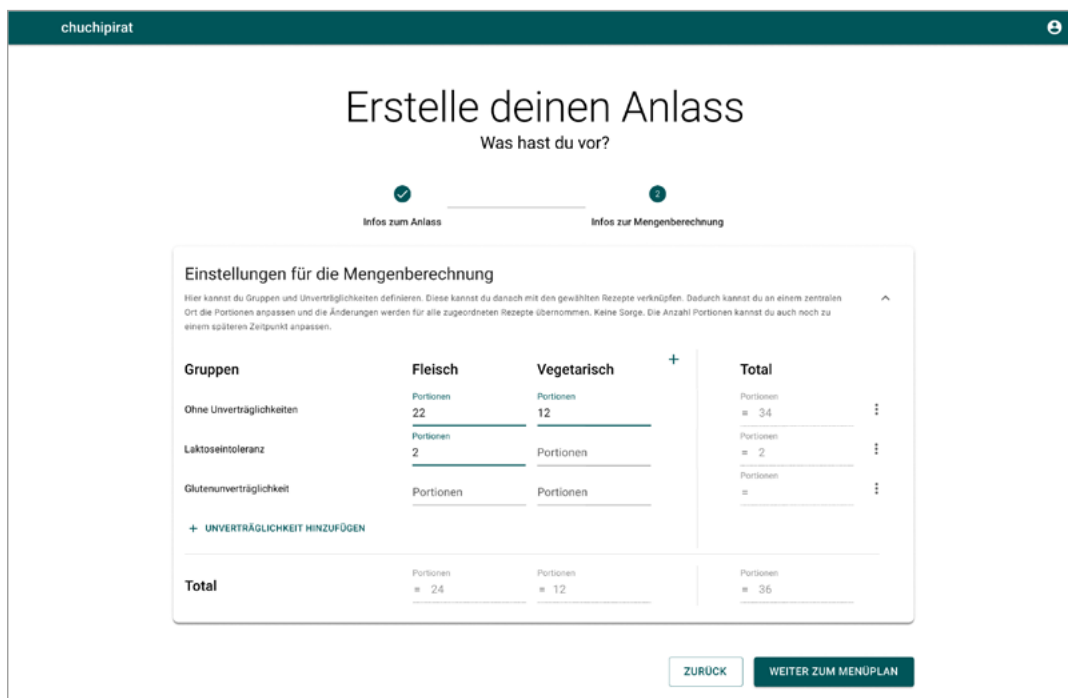 chuchipirat
Erstelle deinen Anlass
Was hast du vor?
2
Infos zum Anlass
Infos zur Mengenberechnung
Einstellungen für die Mengenberechnung
Hier kannst du Gruppen und Unverträglichkeiten definieren. Diese kannst du danach mit den gewählten Rezepte verknüpfen. Dadurch kannst du an einem zentralen
Ort die Portionen anpassen und die Änderungen werden für alle zugeordneten Rezepte übernommen. Keine Sorge. Die Anzahl Portionen kannst du auch noch zu
einem späteren Zeitpunkt anpassen.
Gruppen Fleisch Vegetarisch + Total
Portionen Portionen Portionen
Ohne Unverträglichkeiten 22 12 = 34
Portionen Portionen
Laktoseintoleranz 2 Portionen = 2
Portionen
Glutenunverträglichkeit Portionen Portionen =
+ UNVERTRÄGLICHKEIT HINZUFÜGEN
Portionen Portionen Portionen
Total = 24 = 12 = 36
ZURÜCK WEITER ZUM MENÜPLAN